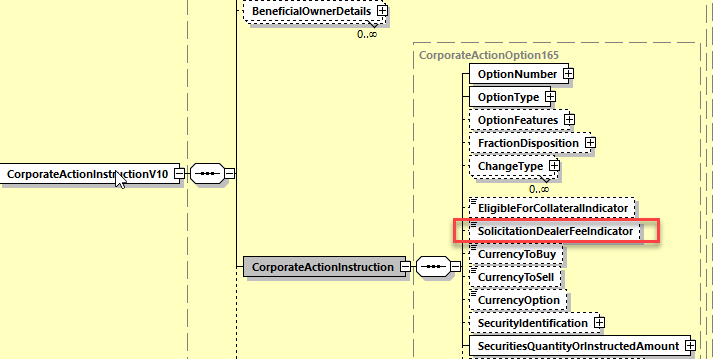 BeneficialOwnerDetails
0..∞
CorporateActionOption165
OptionNumber
OptionType
OptionFeatures
FractionDisposition
ChangeType
0..∞
CorporateActionInstructionV10
EligibleForCollateralIndicator
SolicitationDealerFeeIndicator
CurrencyToBuy
CorporateActionInstruction
CurrencyToSell
CurrencyOption
SecurityIdentification
SecuritiesQuantityOrInstructedAmount